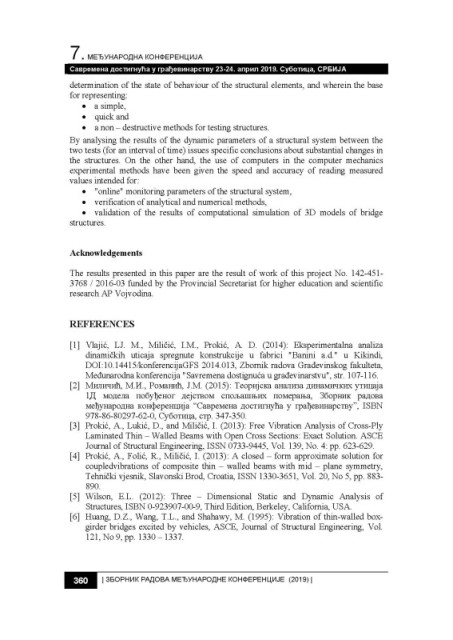 7. МЕЂУНАРОДНА КОНФЕРЕНЦИЈА
Савремена достигнућа у грађевинарству 23-24. април 2019. Суботица, СРБИЈА
determination of the state of behaviour of the structural elements, and wherein the base
for representing:
• a simple,
• quick and
• a non – destructive methods for testing structures.
By analysing the results of the dynamic parameters of a structural system between the
two tests (for an interval of time) issues specific conclusions about substantial changes in
the structures. On the other hand, the use of computers in the computer mechanics
experimental methods have been given the speed and accuracy of reading measured
values intended for:
• "online" monitoring parameters of the structural system,
• verification of analytical and numerical methods,
• validation of the results of computational simulation of 3D models of bridge
structures.
Acknowledgements
The results presented in this paper are the result of work of this project No. 142-451-
3768 / 2016-03 funded by the Provincial Secretariat for higher education and scientific
research AP Vojvodina.
REFERENCES
[1] Vlajić, LJ. M., Miličić, I.M., Prokić, A. D. (2014): Eksperimentalna analiza
dinamičkih uticaja spregnute konstrukcije u fabrici "Banini a.d." u Kikindi,
DOI:10.14415/konferencijaGFS 2014.013, Zbornik radova Građevinskog fakulteta,
Međunarodna konferencija "Savremena dostignuća u građevinarstvu", str. 107-116.
[2] Миличић, М.И., Романић, Ј.М. (2015): Теоријска анализа динамичких утицаја
1Д модела побуђеног дејством спољашњих померања, Зборник радова
међународна конференција "Савремена достигнућа у грађевинарству", ISBN
978-86-80297-62-0, Суботица, стр. 347-350.
[3] Prokić, A., Lukić, D., and Miličić, I. (2013): Free Vibration Analysis of Cross-Ply
Laminated Thin – Walled Beams with Open Cross Sections: Exact Solution. ASCE
Journal of Structural Engineering, ISSN 0733-9445, Vol. 139, No. 4: pp. 623-629.
[4] Prokić, A., Folić, R., Miličić, I. (2013): A closed – form approximate solution for
coupledvibrations of composite thin – walled beams with mid – plane symmetry,
Tehnički vjesnik, Slavonski Brod, Croatia, ISSN 1330-3651, Vol. 20, No 5, pp. 883-
890.
[5] Wilson, E.L. (2012): Three – Dimensional Static and Dynamic Analysis of
Structures, ISBN 0-923907-00-9, Third Edition, Berkeley, California, USA.
[6] Huang, D.Z., Wang, T.L., and Shahawy, M. (1995): Vibration of thin-walled box-
girder bridges excited by vehicles, ASCE, Journal of Structural Engineering, Vol.
121, No 9, pp. 1330 – 1337.
360 | ЗБОРНИК РАДОВА МЕЂУНАРОДНЕ КОНФЕРЕНЦИЈЕ (2019) |